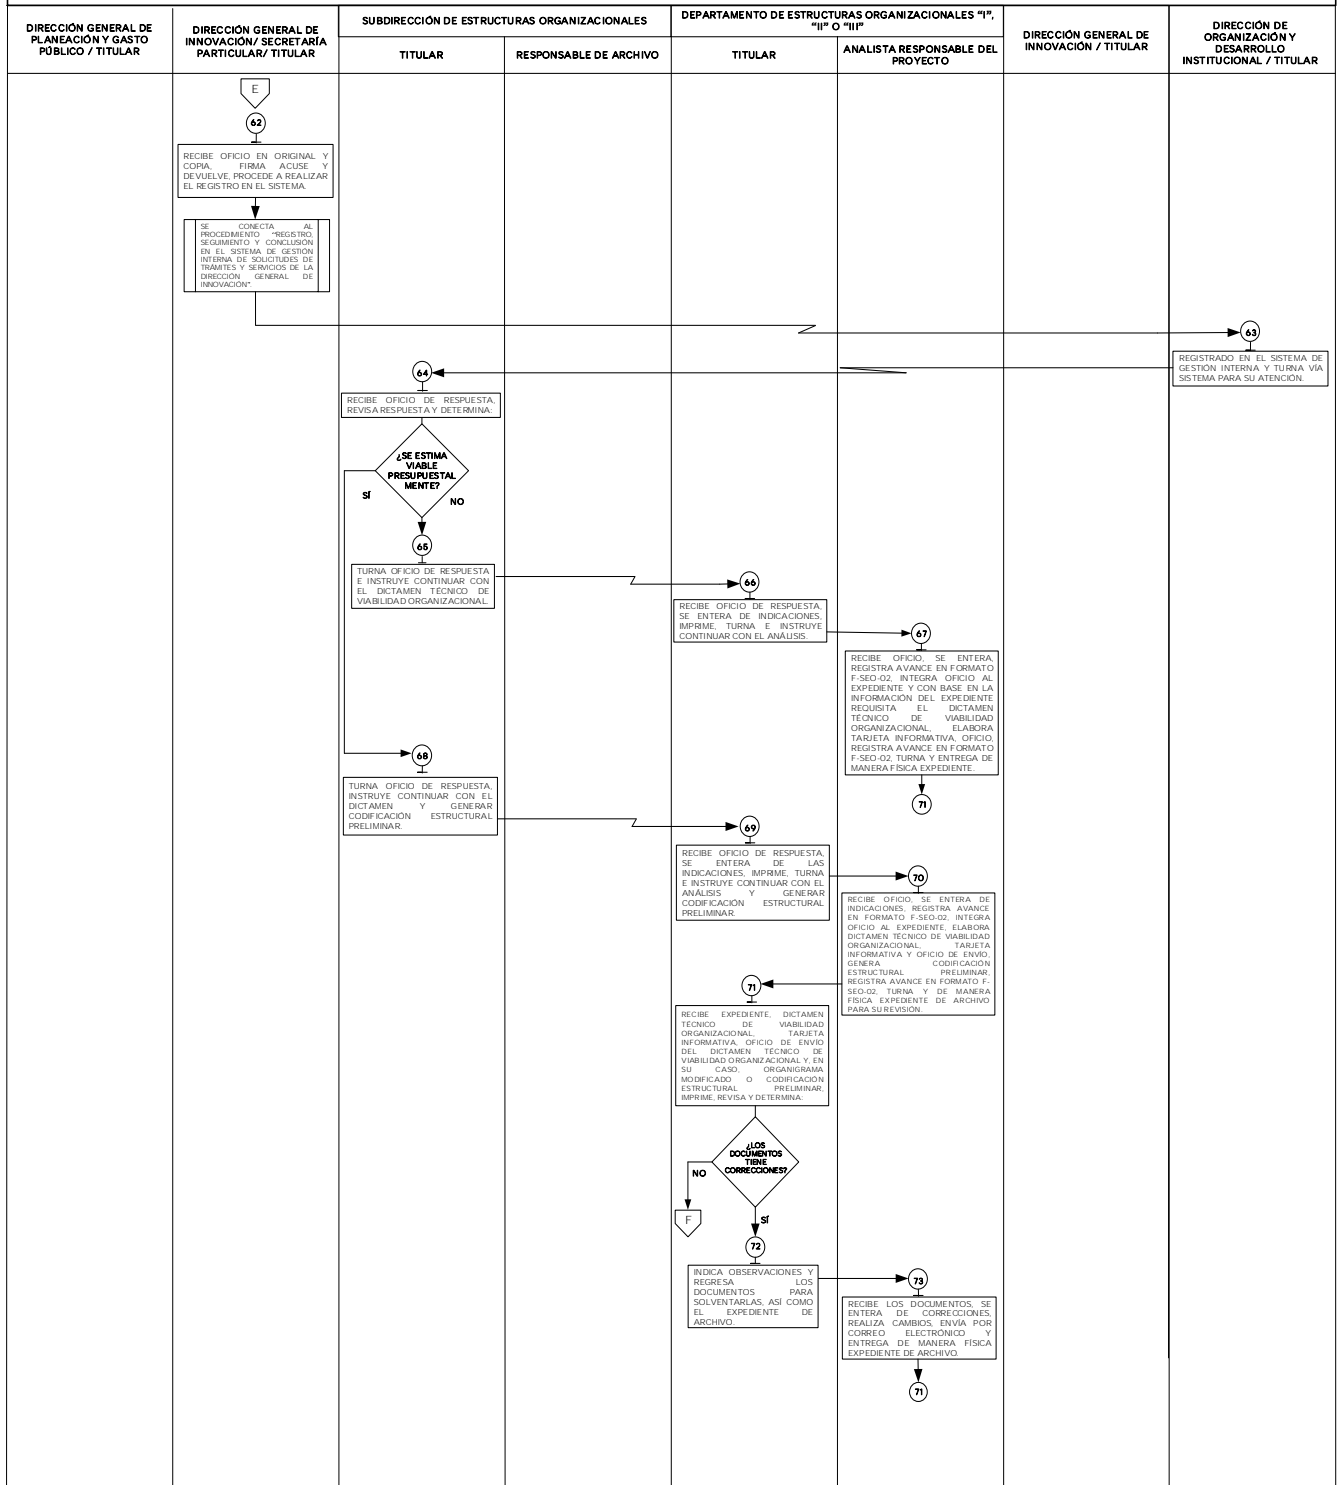 DIRECCIÓN GENERAL DE
PLANEACIÓN Y GASTO
PÚBLICO / TITULAR
DIRECCIÓN GENERAL DE
INNOVACIÓN/ SECRETARÍA
PARTICULAR/ TITULAR
SUBDIRECCIÓN DE ESTRUCTURAS ORGANIZACIONALES
TITULAR
RESPONSABLE DE ARCHIVO
DEPARTAMENTO DE ESTRUCTURAS ORGANIZACIONALES “I”,
“II” O “III”
TITULAR
ANALISTA RESPONSABLE DEL
PROYECTO
DIRECCIÓN GENERAL DE
INNOVACIÓN / TITULAR
DIRECCIÓN DE
ORGANIZACIÓN Y
DESARROLLO
INSTITUCIONAL / TITULAR
E
62
RECIBE OFICIO EN ORIGINAL Y
COPIA, FIRMA ACUSE Y
DEVUELVE, PROCEDE A REALIZAR
EL REGISTRO EN EL SISTEMA.
SE CONECTA AL
PROCEDIMIENTO “REGISTRO,
SEGUIMIENTO Y CONCLUSIÓN
EN EL SISTEMA DE GESTIÓN
INTERNA DE SOLICITUDES DE
TRÁMITES Y SERVICIOS DE LA
DIRECCIÓN GENERAL DE
INNOVACIÓN”.
63
REGISTRADO EN EL SISTEMA DE
GESTIÓN INTERNA Y TURNA VÍA
SISTEMA PARA SU ATENCIÓN.
64
RECIBE OFICIO DE RESPUESTA,
REVISA RESPUESTA Y DETERMINA:
¿SE ESTIMA
VIABLE
PRESUPUESTAL
MENTE?
SÍ
NO
65
TURNA OFICIO DE RESPUESTA
E INSTRUYE CONTINUAR CON
EL DICTAMEN TÉCNICO DE
VIABILIDAD ORGANIZACIONAL.
66
RECIBE OFICIO DE RESPUESTA,
SE ENTERA DE INDICACIONES,
IMPRIME, TURNA E INSTRUYE
CONTINUAR CON EL ANÁLISIS.
67
RECIBE OFICIO, SE ENTERA,
REGISTRA AVANCE EN FORMATO
F-SEO-02, INTEGRA OFICIO AL
EXPEDIENTE Y CON BASE EN LA
INFORMACIÓN DEL EXPEDIENTE
REQUISITA EL DICTAMEN
TÉCNICO DE VIABILIDAD
ORGANIZACIONAL, ELABORA
TARJETA INFORMATIVA, OFICIO,
REGISTRA AVANCE EN FORMATO
F-SEO-02, TURNA Y ENTREGA DE
MANERA FÍSICA EXPEDIENTE.
71
68
TURNA OFICIO DE RESPUESTA,
INSTRUYE CONTINUAR CON EL
DICTAMEN Y GENERAR
CODIFICACIÓN ESTRUCTURAL
PRELIMINAR.
69
RECIBE OFICIO DE RESPUESTA,
SE ENTERA DE LAS
INDICACIONES, IMPRIME, TURNA
E INSTRUYE CONTINUAR CON EL
ANÁLISIS Y GENERAR
CODIFICACIÓN ESTRUCTURAL
PRELIMINAR.
70
RECIBE OFICIO, SE ENTERA DE
INDICACIONES, REGISTRA AVANCE
EN FORMATO F-SEO-02, INTEGRA
OFICIO AL EXPEDIENTE, ELABORA
DICTAMEN TÉCNICO DE VIABILIDAD
ORGANIZACIONAL, TARJETA
INFORMATIVA Y OFICIO DE ENVÍO,
GENERA CODIFICACIÓN
ESTRUCTURAL PRELIMINAR,
REGISTRA AVANCE EN FORMATO F-
SEO-02, TURNA Y DE MANERA
FÍSICA EXPEDIENTE DE ARCHIVO
PARA SU REVISIÓN.
71
RECIBE EXPEDIENTE, DICTAMEN
TÉCNICO DE VIABILIDAD
ORGANIZACIONAL, TARJETA
INFORMATIVA, OFICIO DE ENVÍO
DEL DICTAMEN TÉCNICO DE
VIABILIDAD ORGANIZACIONAL Y, EN
SU CASO, ORGANIGRAMA
MODIFICADO O CODIFICACIÓN
ESTRUCTURAL PRELIMINAR,
IMPRIME, REVISA Y DETERMINA:
¿LOS
DOCUMENTOS
TIENE
CORRECCIONES?
NO
F
SÍ
72
INDICA OBSERVACIONES Y
REGRESA LOS
DOCUMENTOS PARA
SOLVENTARLAS, ASÍ COMO
EL EXPEDIENTE DE
ARCHIVO.
73
RECIBE LOS DOCUMENTOS, SE
ENTERA DE CORRECCIONES,
REALIZA CAMBIOS, ENVÍA POR
CORREO ELECTRÓNICO Y
ENTREGA DE MANERA FÍSICA
EXPEDIENTE DE ARCHIVO.
71